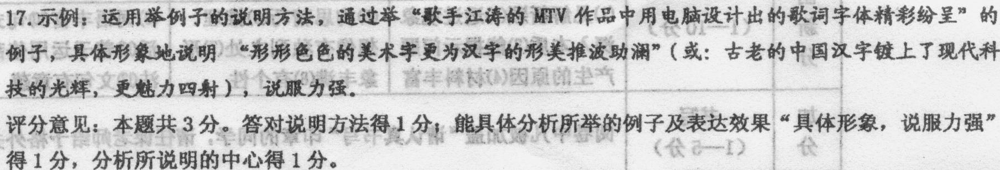 17.示例：运用举例子的说明方法，通过举“歌手江涛的 MTV 作品中用电脑设计出的歌词字体精彩纷呈”的
例子，具体形象地说明 “形形色色的美术字更为汉字的形美推波助澜”（或：古老的中国汉字镀上了现代科
技的光辉，更魅力四射），说服力强。
评分意见：本题共 3 分。答对说明方法得 1 分；能具体分析所举的例子及表达效果“具体形象，说服力强”
得 1 分，分析所说明的中心得 1 分。